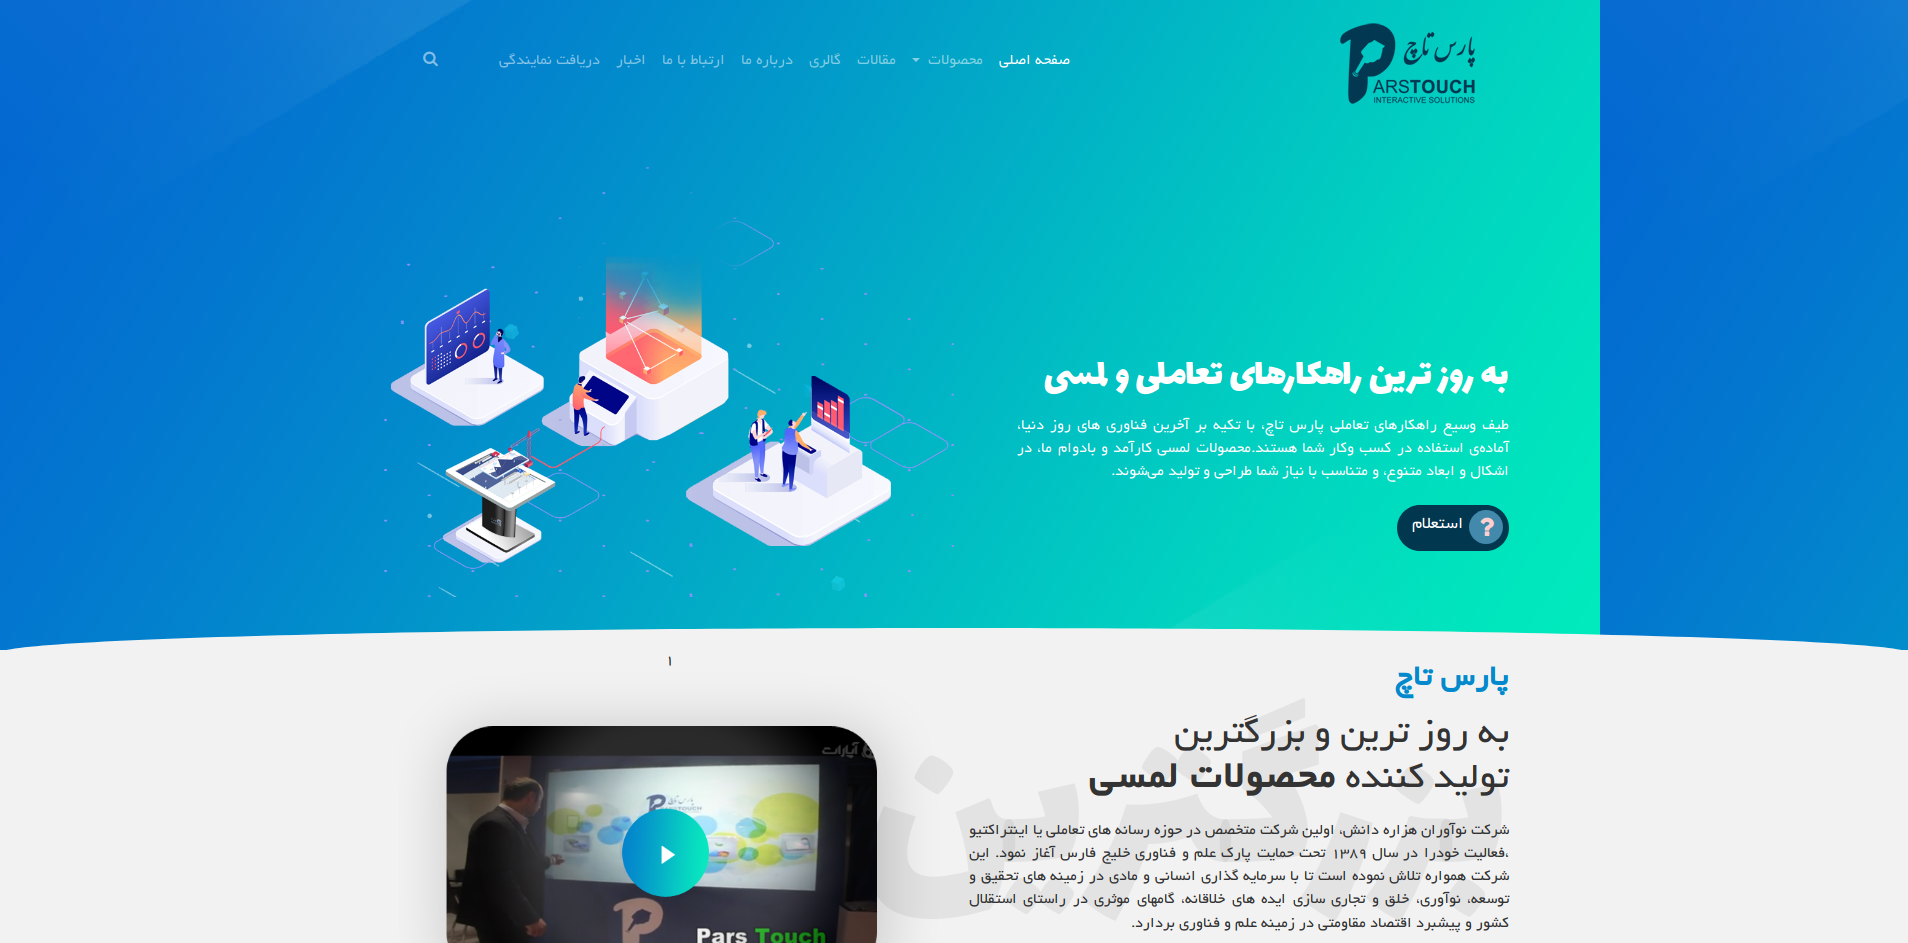 پارس تاچ
PARSTOUCH
INTERACTIVE SOLUTIONS
صفحه اصلی محصولات مقالات گالری درباره ما ارتباط با ما اخبار دریافت نمایندگی
به روز ترین راهکارهای تعاملی و لمسی
طیف وسیع راهکارهای تعاملی پارس تاچ، با تکیه بر آخرین فناوری های روز دنیا،
آماده‌ی استفاده در کسب وکار شما هستند.محصولات لمسی کارآمد و بادوام ما، در
اشکال و ابعاد متنوع، و متناسب با نیاز شما طراحی و تولید می‌شوند.
? استعلام
۱
پارس تاچ
بزرگترین
به روز ترین و بزرگترین
تولید کننده محصولات لمسی
شرکت نوآوران هزاره دانش، اولین شرکت متخصص در حوزه رسانه های تعاملی یا اینتراکتیو
،فعالیت خودرا در سال ۱۳۸۹ تحت حمایت پارک علم و فناوری خلیج فارس آغاز نمود. این
شرکت همواره تلاش نموده است تا با سرمایه گذاری انسانی و مادی در زمینه های تحقیق و
توسعه، نوآوری، خلق و تجاری سازی ایده های خلاقانه، گامهای موثری در راستای استقلال
کشور و پیشبرد اقتصاد مقاومتی در زمینه علم و فناوری بردارد.
آپارات
پارس تاچ
PARSTOUCH
Pars Touch